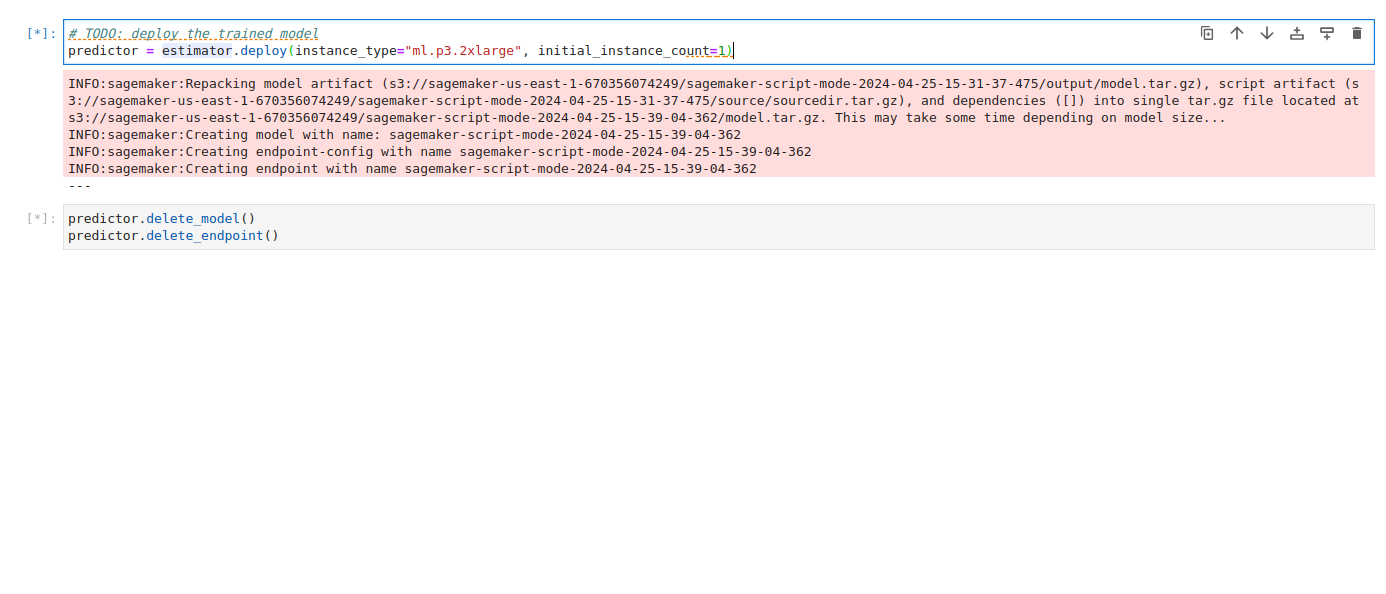 [*]:
# TODO: deploy the trained model
predictor = estimator.deploy(instance_type="ml.p3.2xlarge", initial_instance_count=1)
INFO:sagemaker:Repacking model artifact (s3://sagemaker-us-east-1-670356074249/sagemaker-script-mode-2024-04-25-15-31-37-475/output/model.tar.gz), script artifact (s
3://sagemaker-us-east-1-670356074249/sagemaker-script-mode-2024-04-25-15-31-37-475/source/sourcedir.tar.gz), and dependencies ([]) into single tar.gz file located at
s3://sagemaker-us-east-1-670356074249/sagemaker-script-mode-2024-04-25-15-39-04-362/model.tar.gz. This may take some time depending on model size...
INFO:sagemaker:Creating model with name: sagemaker-script-mode-2024-04-25-15-39-04-362
INFO:sagemaker:Creating endpoint-config with name sagemaker-script-mode-2024-04-25-15-39-04-362
INFO:sagemaker:Creating endpoint with name sagemaker-script-mode-2024-04-25-15-39-04-362
---
[*]:
predictor.delete_model()
predictor.delete_endpoint()